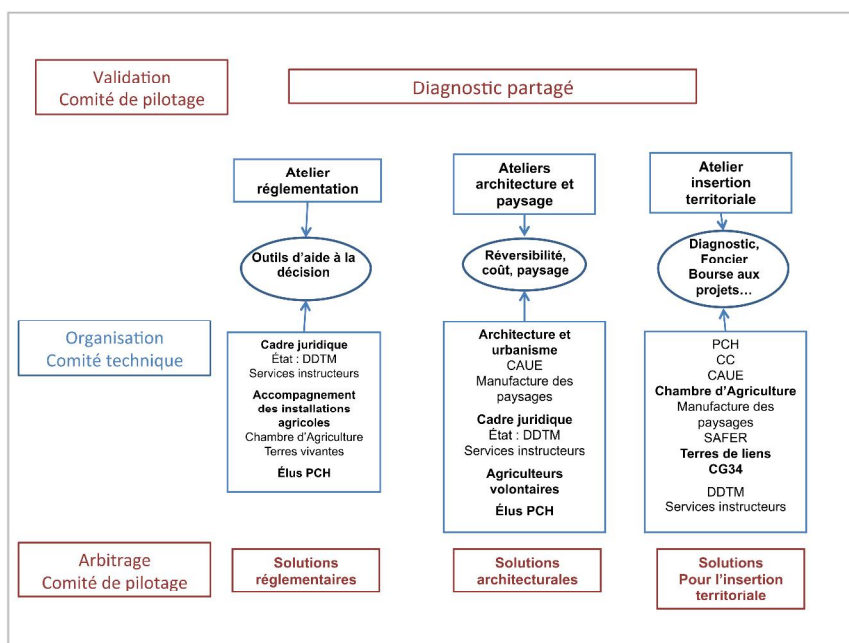 Validation
Comité de pilotage
Diagnostic partagé
Atelier
réglementation
Ateliers
architecture et
paysage
Atelier
insertion
territoriale
Outils d'aide à la
décision
Réversibilité,
coût, paysage
Diagnostic,
Foncier
Bourse aux
projets…
Organisation
Comité technique
Cadre juridique
État : DDTM
Services instructeurs
Accompagnement
des installations
agricoles
Chambre d'Agriculture
Terres vivantes
Élus PCH
Architecture et
urbanisme
CAUE
Manufacture des
paysages
Cadre juridique
État : DDTM
Services instructeurs
Agriculteurs
volontaires
Élus PCH
PCH
CC
CAUE
Chambre d'Agriculture
Manufacture des
paysages
SAFER
Terres de liens
CG34
DDTM
Services instructeurs
Arbitrage
Comité de pilotage
Solutions
réglementaires
Solutions
architecturales
Solutions
Pour l'insertion
territoriale